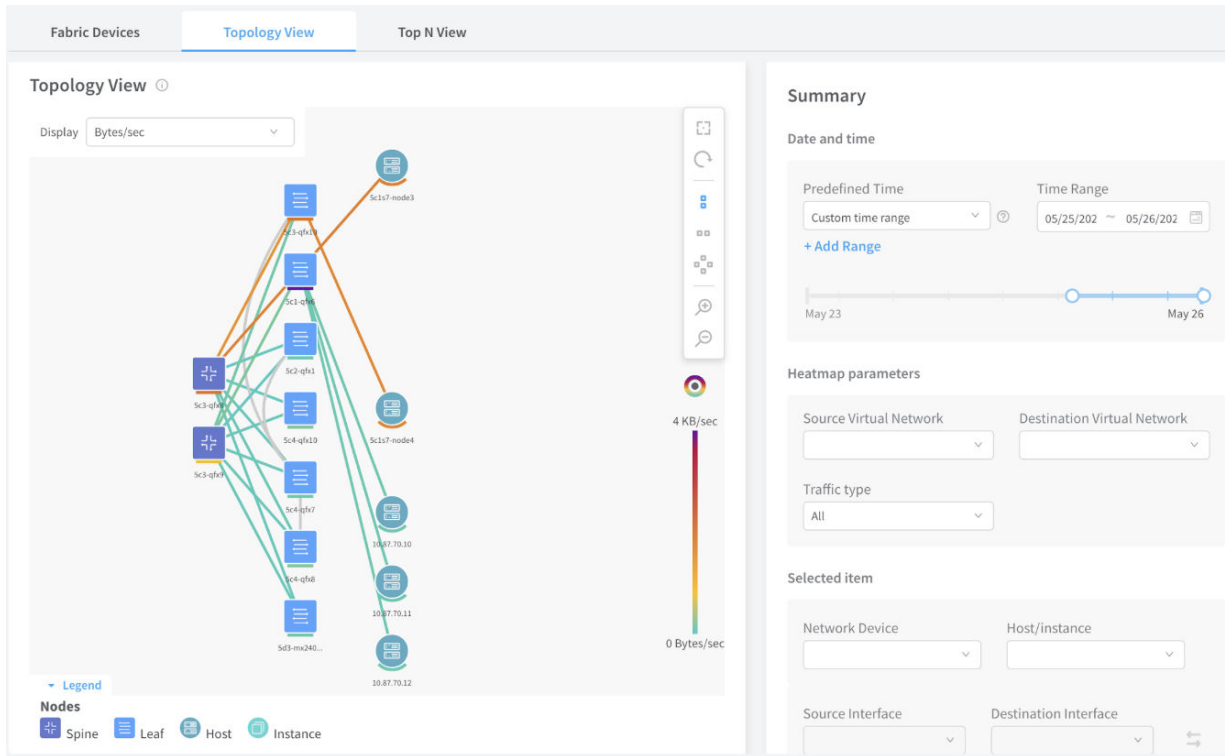 Fabric Devices
Topology View
Top N View
Topology View
Display
Bytes/sec
5c1s7-node3
5c3-qfx10
5c1-qfx6
5c2-qfx1
5c3-qfx8
5c4-qfx10
5c1s7-node4
5c3-qfx9
5c4-qfx7
10.87.70.10
5c4-qfx8
10.87.70.11
5d3-mx240...
10.87.70.12
4 KB/sec
0 Bytes/sec
Legend
Nodes
Spine
Leaf
Host
Instance
Summary
Date and time
Predefined Time
Time Range
Custom time range
05/25/202 ~ 05/26/202
+ Add Range
May 23
May 26
Heatmap parameters
Source Virtual Network
Destination Virtual Network
Traffic type
All
Selected item
Network Device
Host/instance
Source Interface
Destination Interface